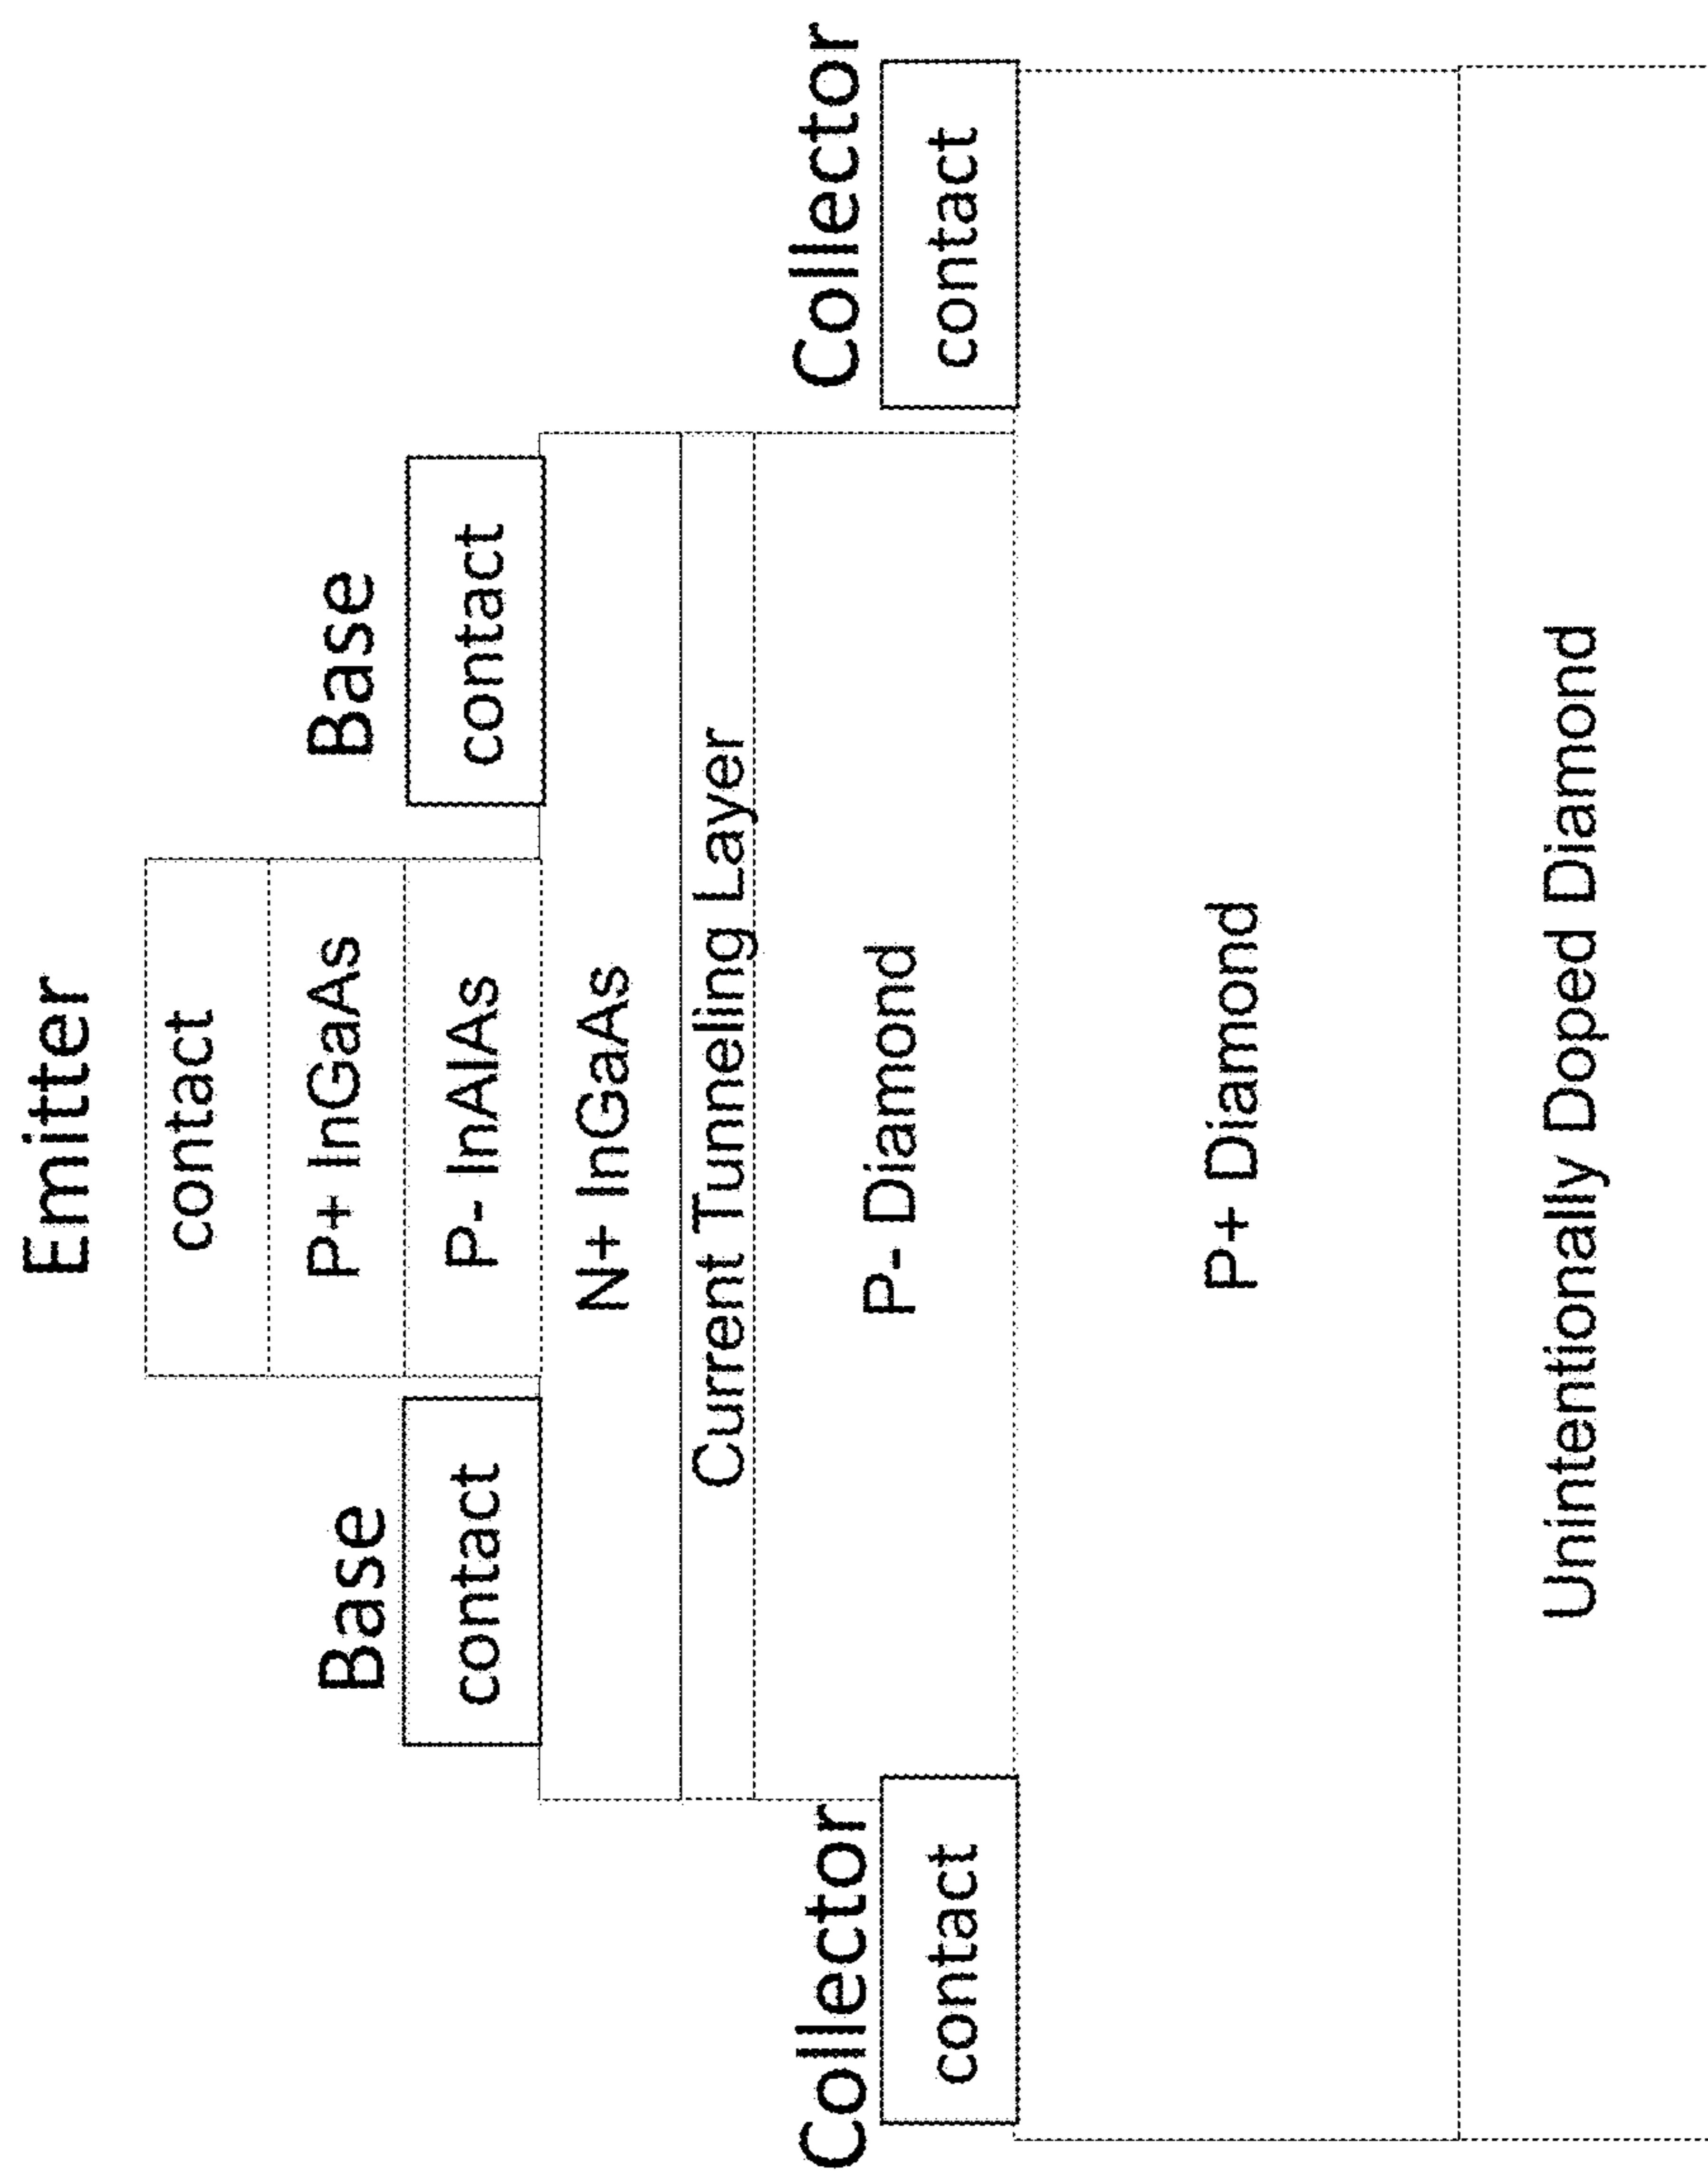 Emitter
contact
P+ InGaAs
P- InAlAs
Base
contact
Base
contact
N+ InGaAs
Current Tunneling Layer
P- Diamond
Collector
contact
Collector
contact
P+ Diamond
Unintentionally Doped Diamond